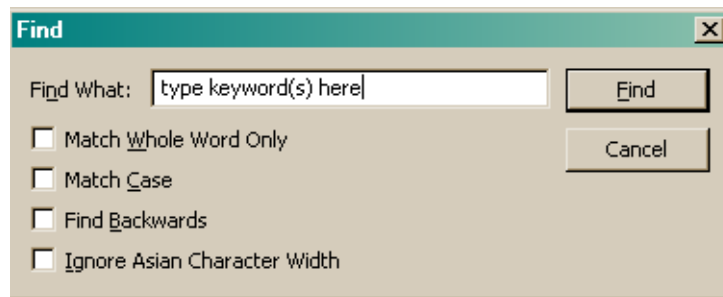 Find
Find What: type keyword(s) here Find
Match Whole Word Only Cancel
Match Case
Find Backwards
Ignore Asian Character Width